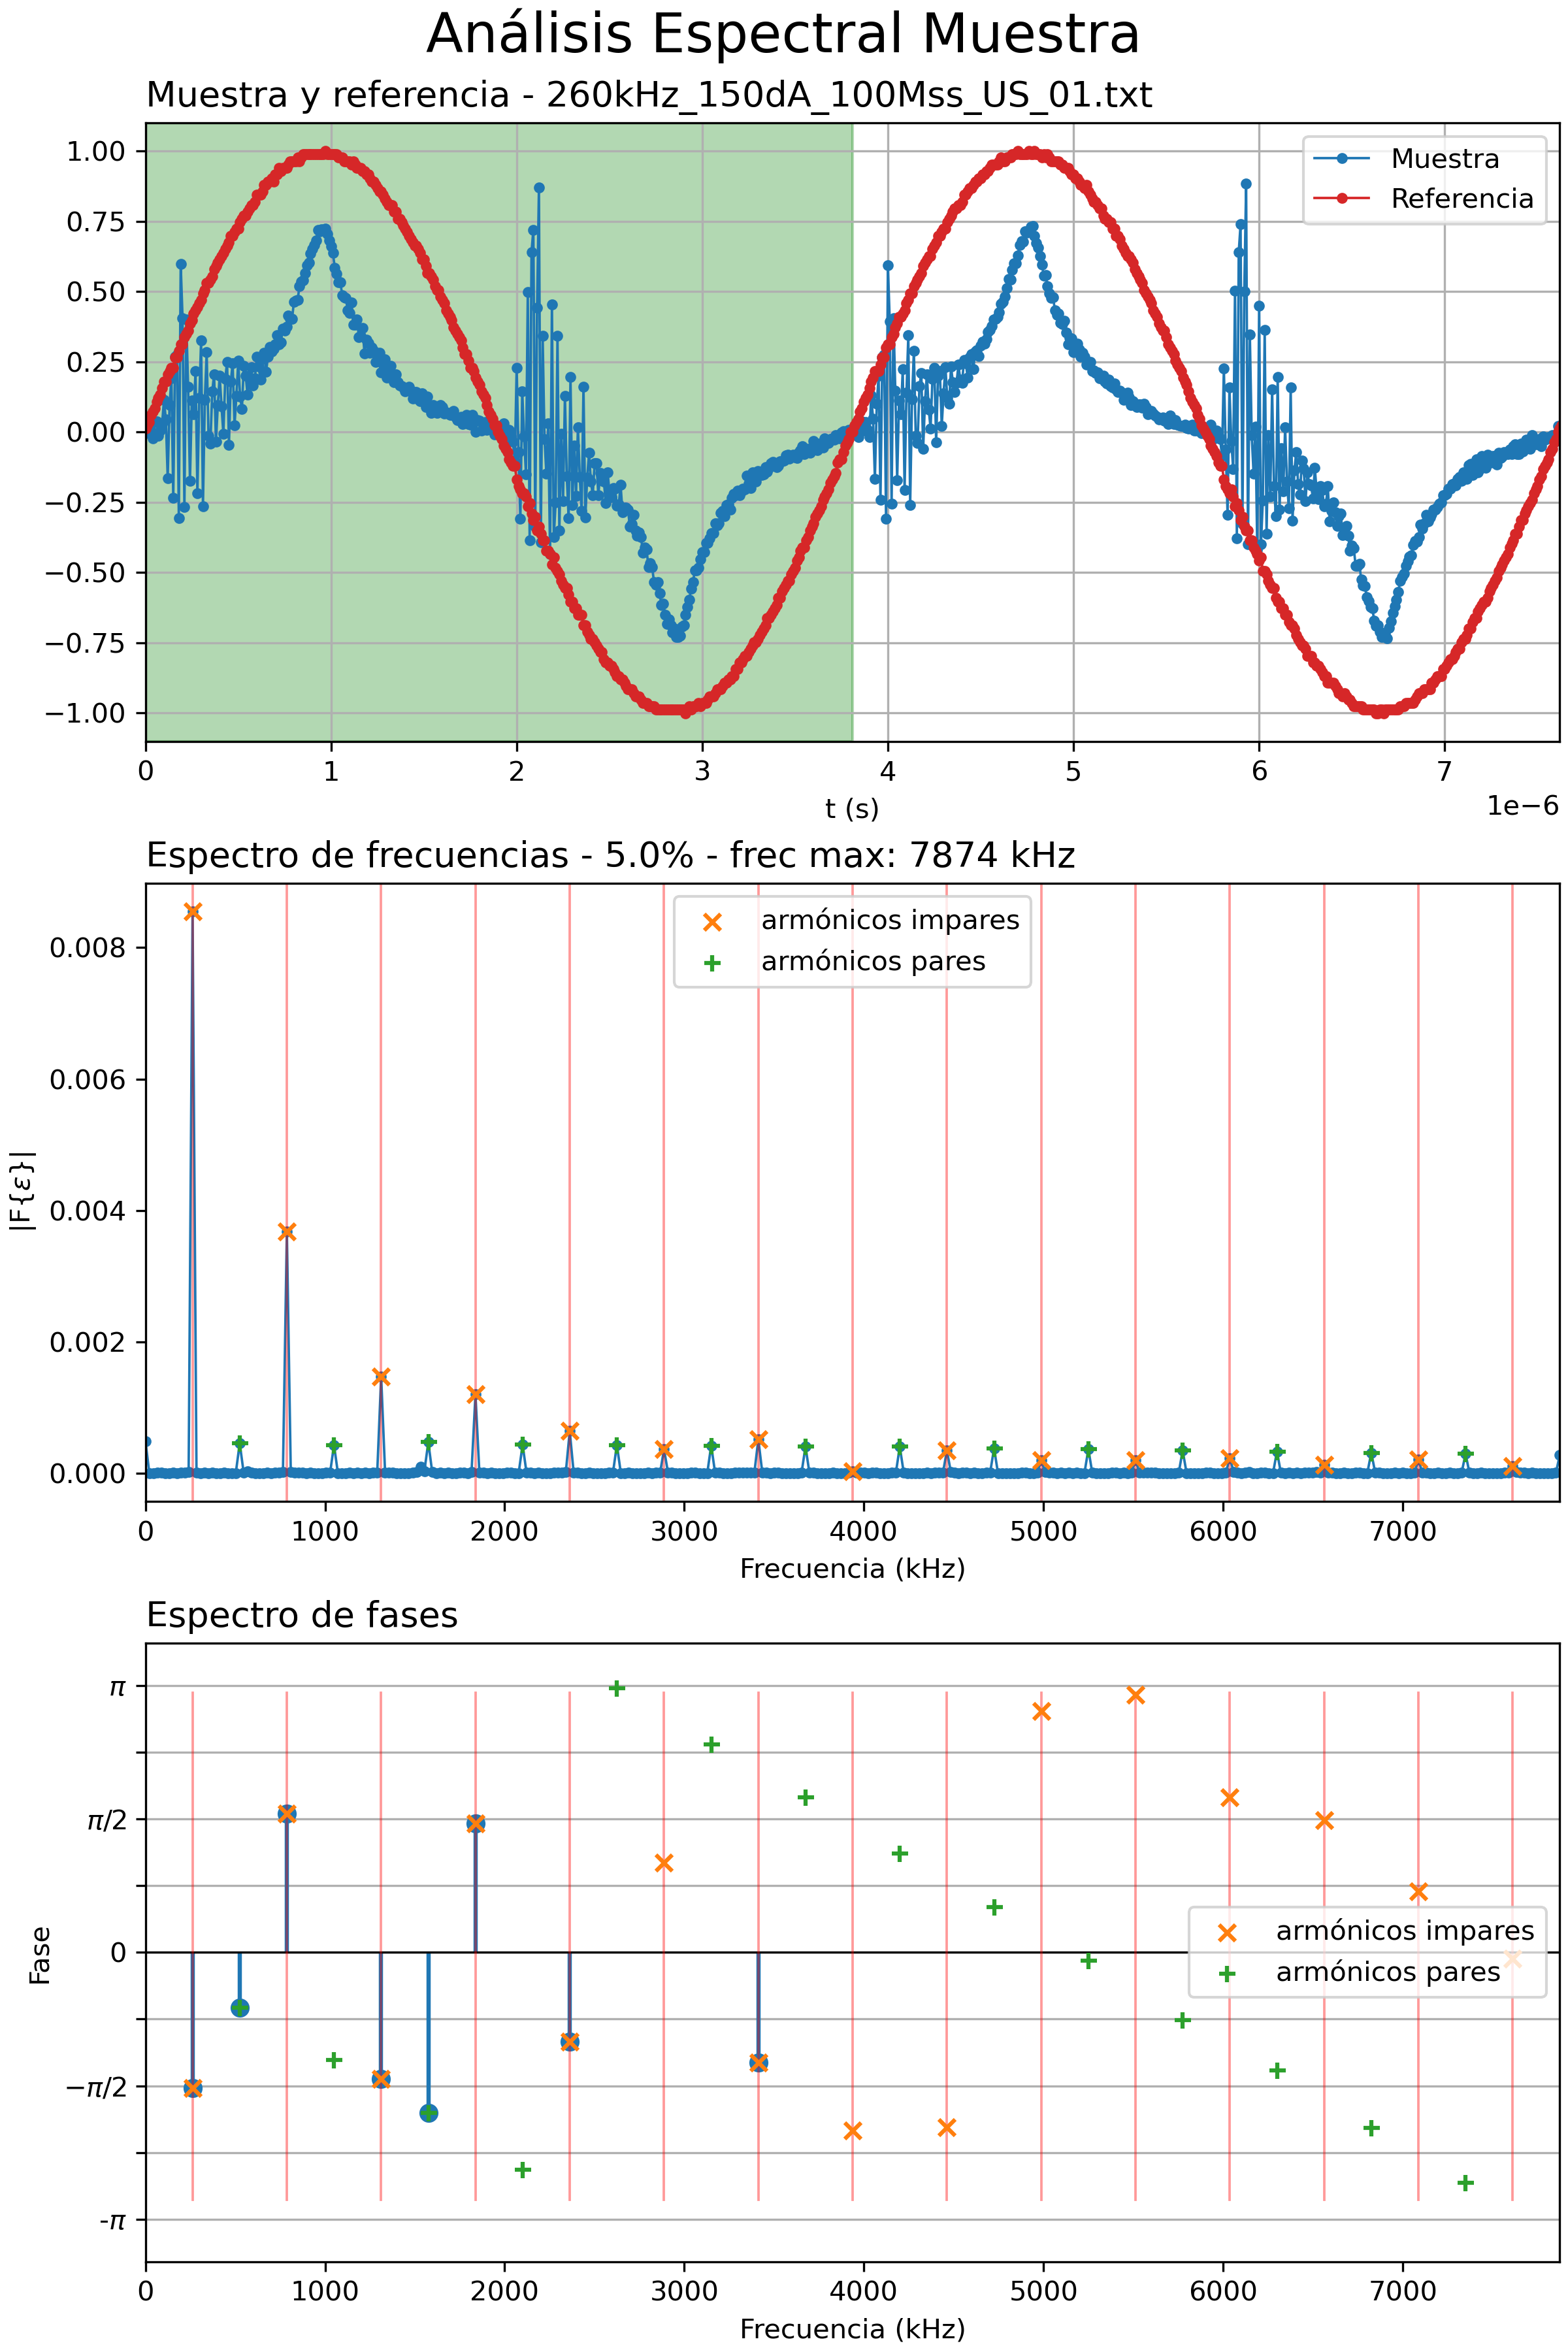 Análisis Espectral Muestra
Muestra y referencia - 260kHz_150dA_100Mss_US_01.txt
1.00
0.75
0.50
0.25
0.00
−0.25
−0.50
−0.75
−1.00
Muestra
Referencia
0 1 2 3 4 5 6 7
t (s)
1e−6
Espectro de frecuencias - 5.0% - frec max: 7874 kHz
|F{ε}|
0.008
0.006
0.004
0.002
0.000
armónicos impares
armónicos pares
0 1000 2000 3000 4000 5000 6000 7000
Frecuencia (kHz)
Espectro de fases
Fase
π
π/2
0
−π/2
-π
armónicos impares
armónicos pares
0 1000 2000 3000 4000 5000 6000 7000
Frecuencia (kHz)